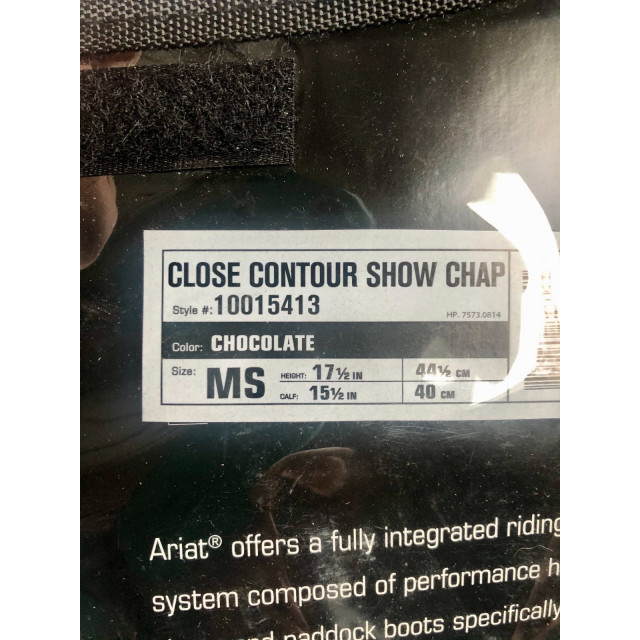 CLOSE CONTOUR SHOW CHAP
Style #: 10015413 HP. 7573.0814
Color: CHOCOLATE
Size: MS HEIGHT: 17½ IN 44½ CM
CALF: 15½ IN 40 CM
Ariat® offers a fully integrated riding
system composed of performance h
and paddock boots specifically